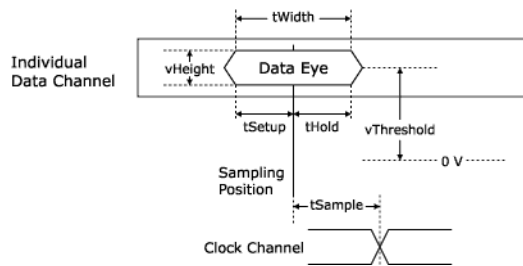 tWidth
Individual
Data Channel
vHeight
Data Eye
tSetup
tHold
vThreshold
0 V
Sampling
Position
tSample
Clock Channel